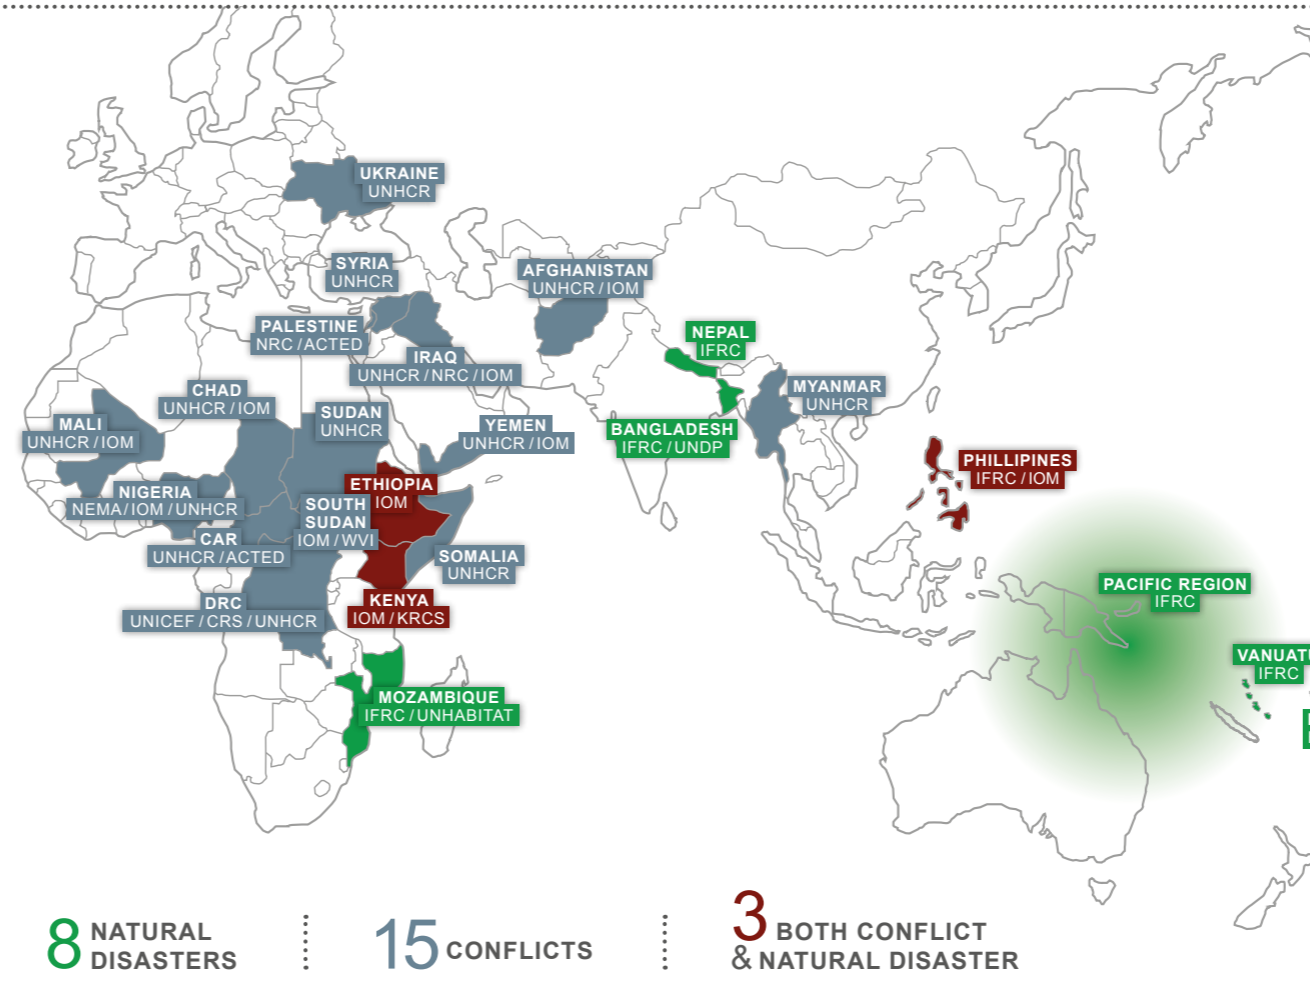 UKRAINE
UNHCR
SYRIA
UNHCR
AFGHANISTAN
UNHCR / IOM
PALESTINE
NRC / ACTED
IRAQ
UNHCR / NRC / IOM
NEPAL
IFRC
CHAD
UNHCR / IOM
MYANMAR
UNHCR
MALI
UNHCR / IOM
SUDAN
UNHCR
YEMEN
UNHCR / IOM
BANGLADESH
IFRC / UNDP
PHILLIPINES
IFRC / IOM
ETHIOPIA
IOM
NIGERIA
NEMA / IOM / UNHCR
SOUTH
SUDAN
IOM / WVI
CAR
UNHCR / ACTED
SOMALIA
UNHCR
PACIFIC REGION
IFRC
DRC
UNICEF / CRS / UNHCR
KENYA
IOM / KRCS
VANUATU
IFRC
MOZAMBIQUE
IFRC / UNHABITAT
8 NATURAL
DISASTERS
15 CONFLICTS
3 BOTH CONFLICT
& NATURAL DISASTER